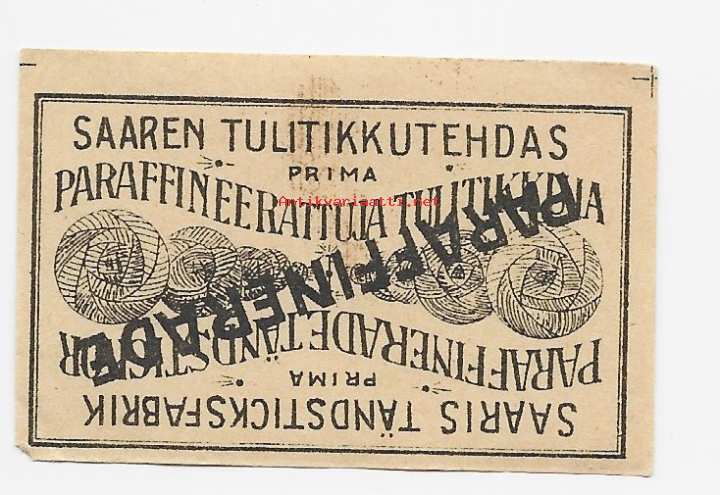 SAAREN TULITIKKUTEHDAS
PRIMA
PARAFFINEERATTUJA TULITIKKUJA
Antikvariaatti.net
PARAFFINERADE
PARAFFINERADE TÄNDSTICKOR
PRIMA
SAARIS TÄNDSTICKSFABRIK